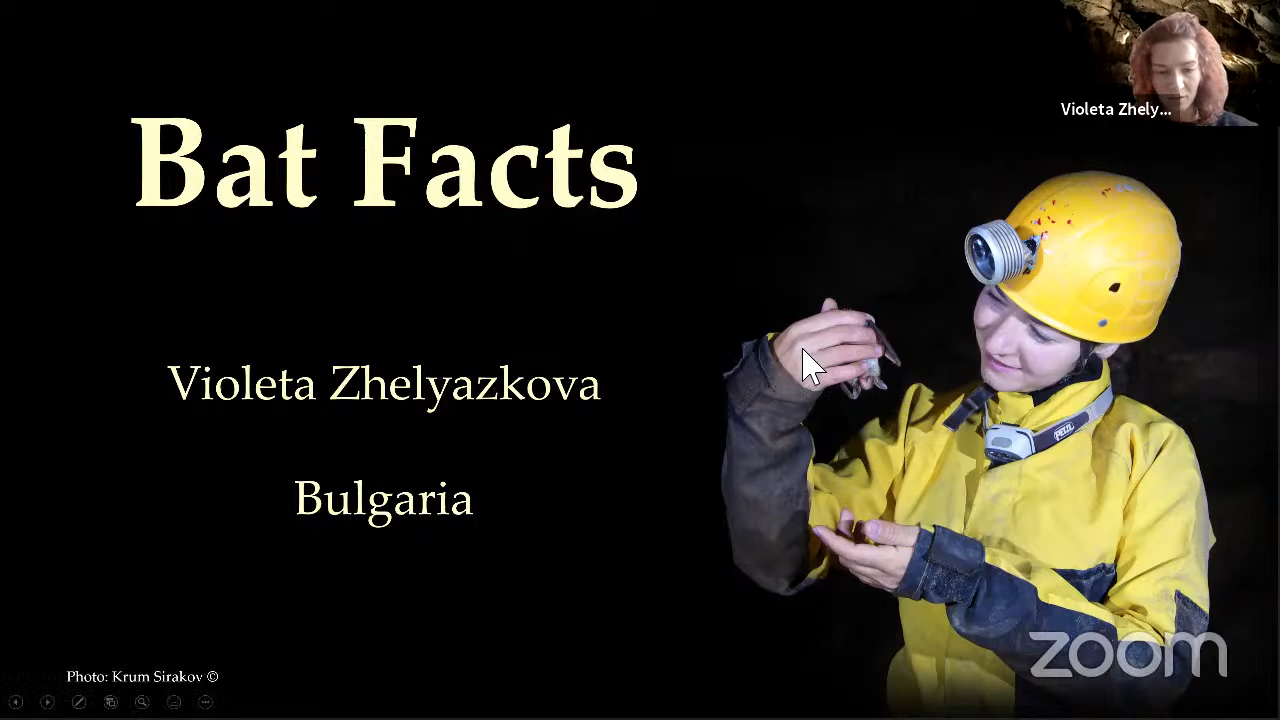 Bat Facts
Violeta Zhely...
Violeta Zhelyazkova
PETZL
Bulgaria
zoom
Photo: Krum Sirakov ©